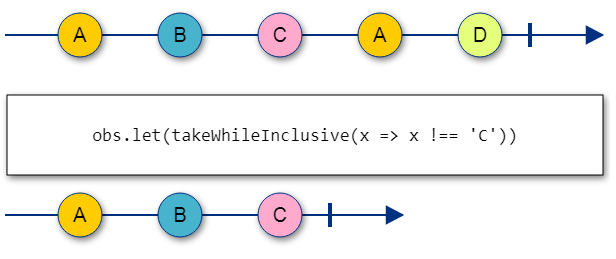 A B C A D
obs.let(takeWhileInclusive(x => x !== 'C'))
A B C